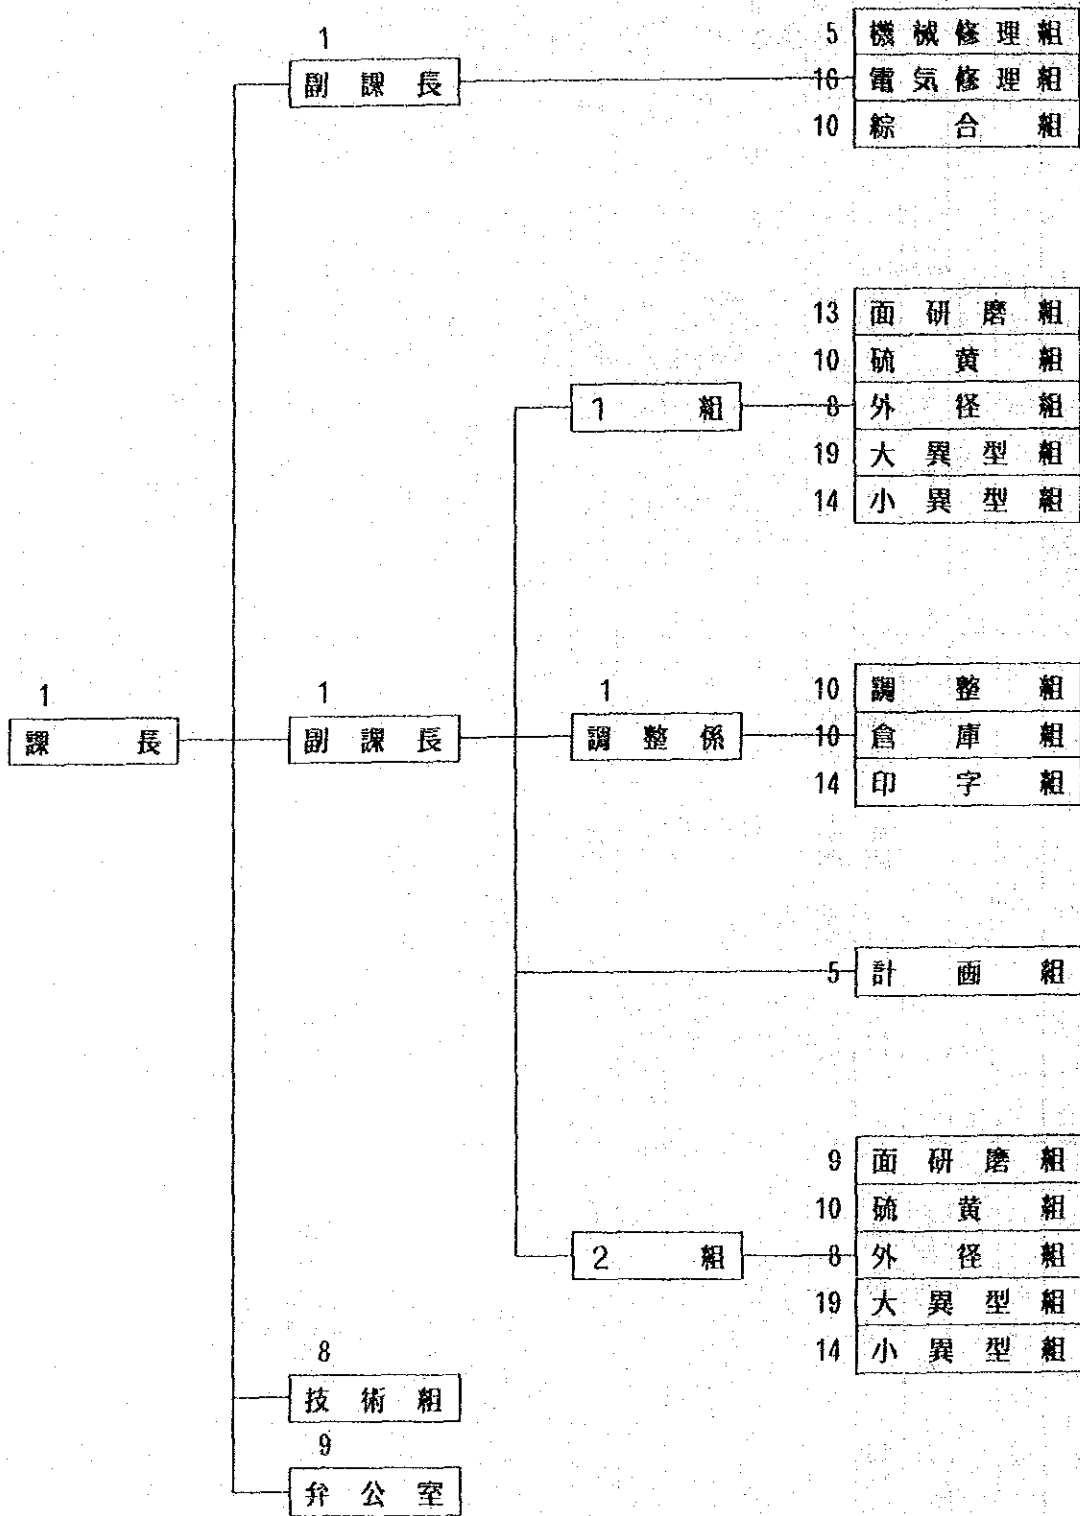 1
副課長
5 機械修理組
16 電気修理組
10 綜合組
13 面研磨組
10 硫黄組
1組
8 外径組
19 大異型組
14 小異型組
1
課長
1
副課長
1
調整係
10 調整組
10 倉庫組
14 印字組
5 計画組
9 面研磨組
10 硫黄組
2組
8 外径組
19 大異型組
14 小異型組
8
技術組
9
弁公室